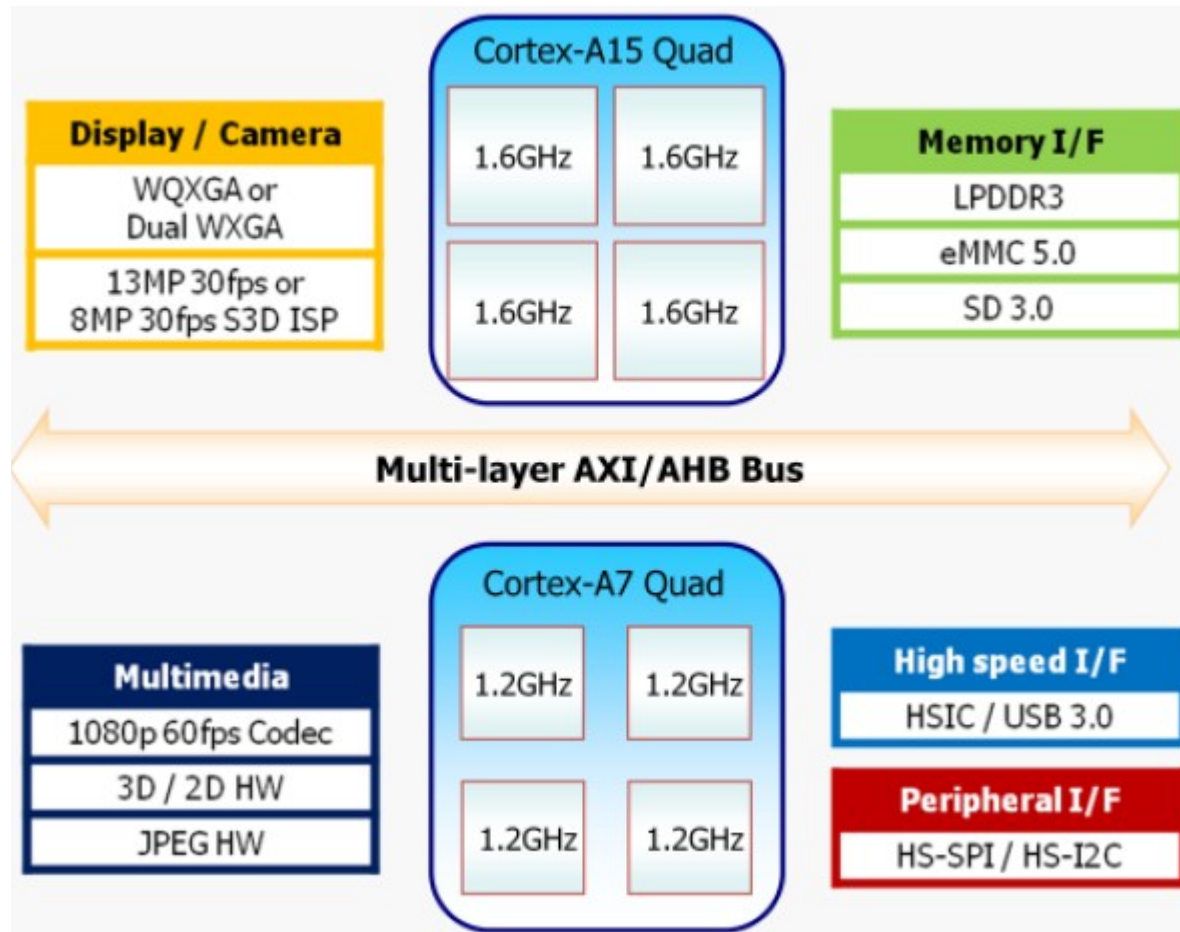 Cortex-A15 Quad
1.6GHz
1.6GHz
1.6GHz
1.6GHz
Display / Camera
WQXGA or
Dual WXGA
13MP 30fps or
8MP 30fps S3D ISP
Memory I/F
LPDDR3
eMMC 5.0
SD 3.0
Multi-layer AXI/AHB Bus
Cortex-A7 Quad
1.2GHz
1.2GHz
1.2GHz
1.2GHz
Multimedia
1080p 60fps Codec
3D / 2D HW
JPEG HW
High speed I/F
HSIC / USB 3.0
Peripheral I/F
HS-SPI / HS-I2C